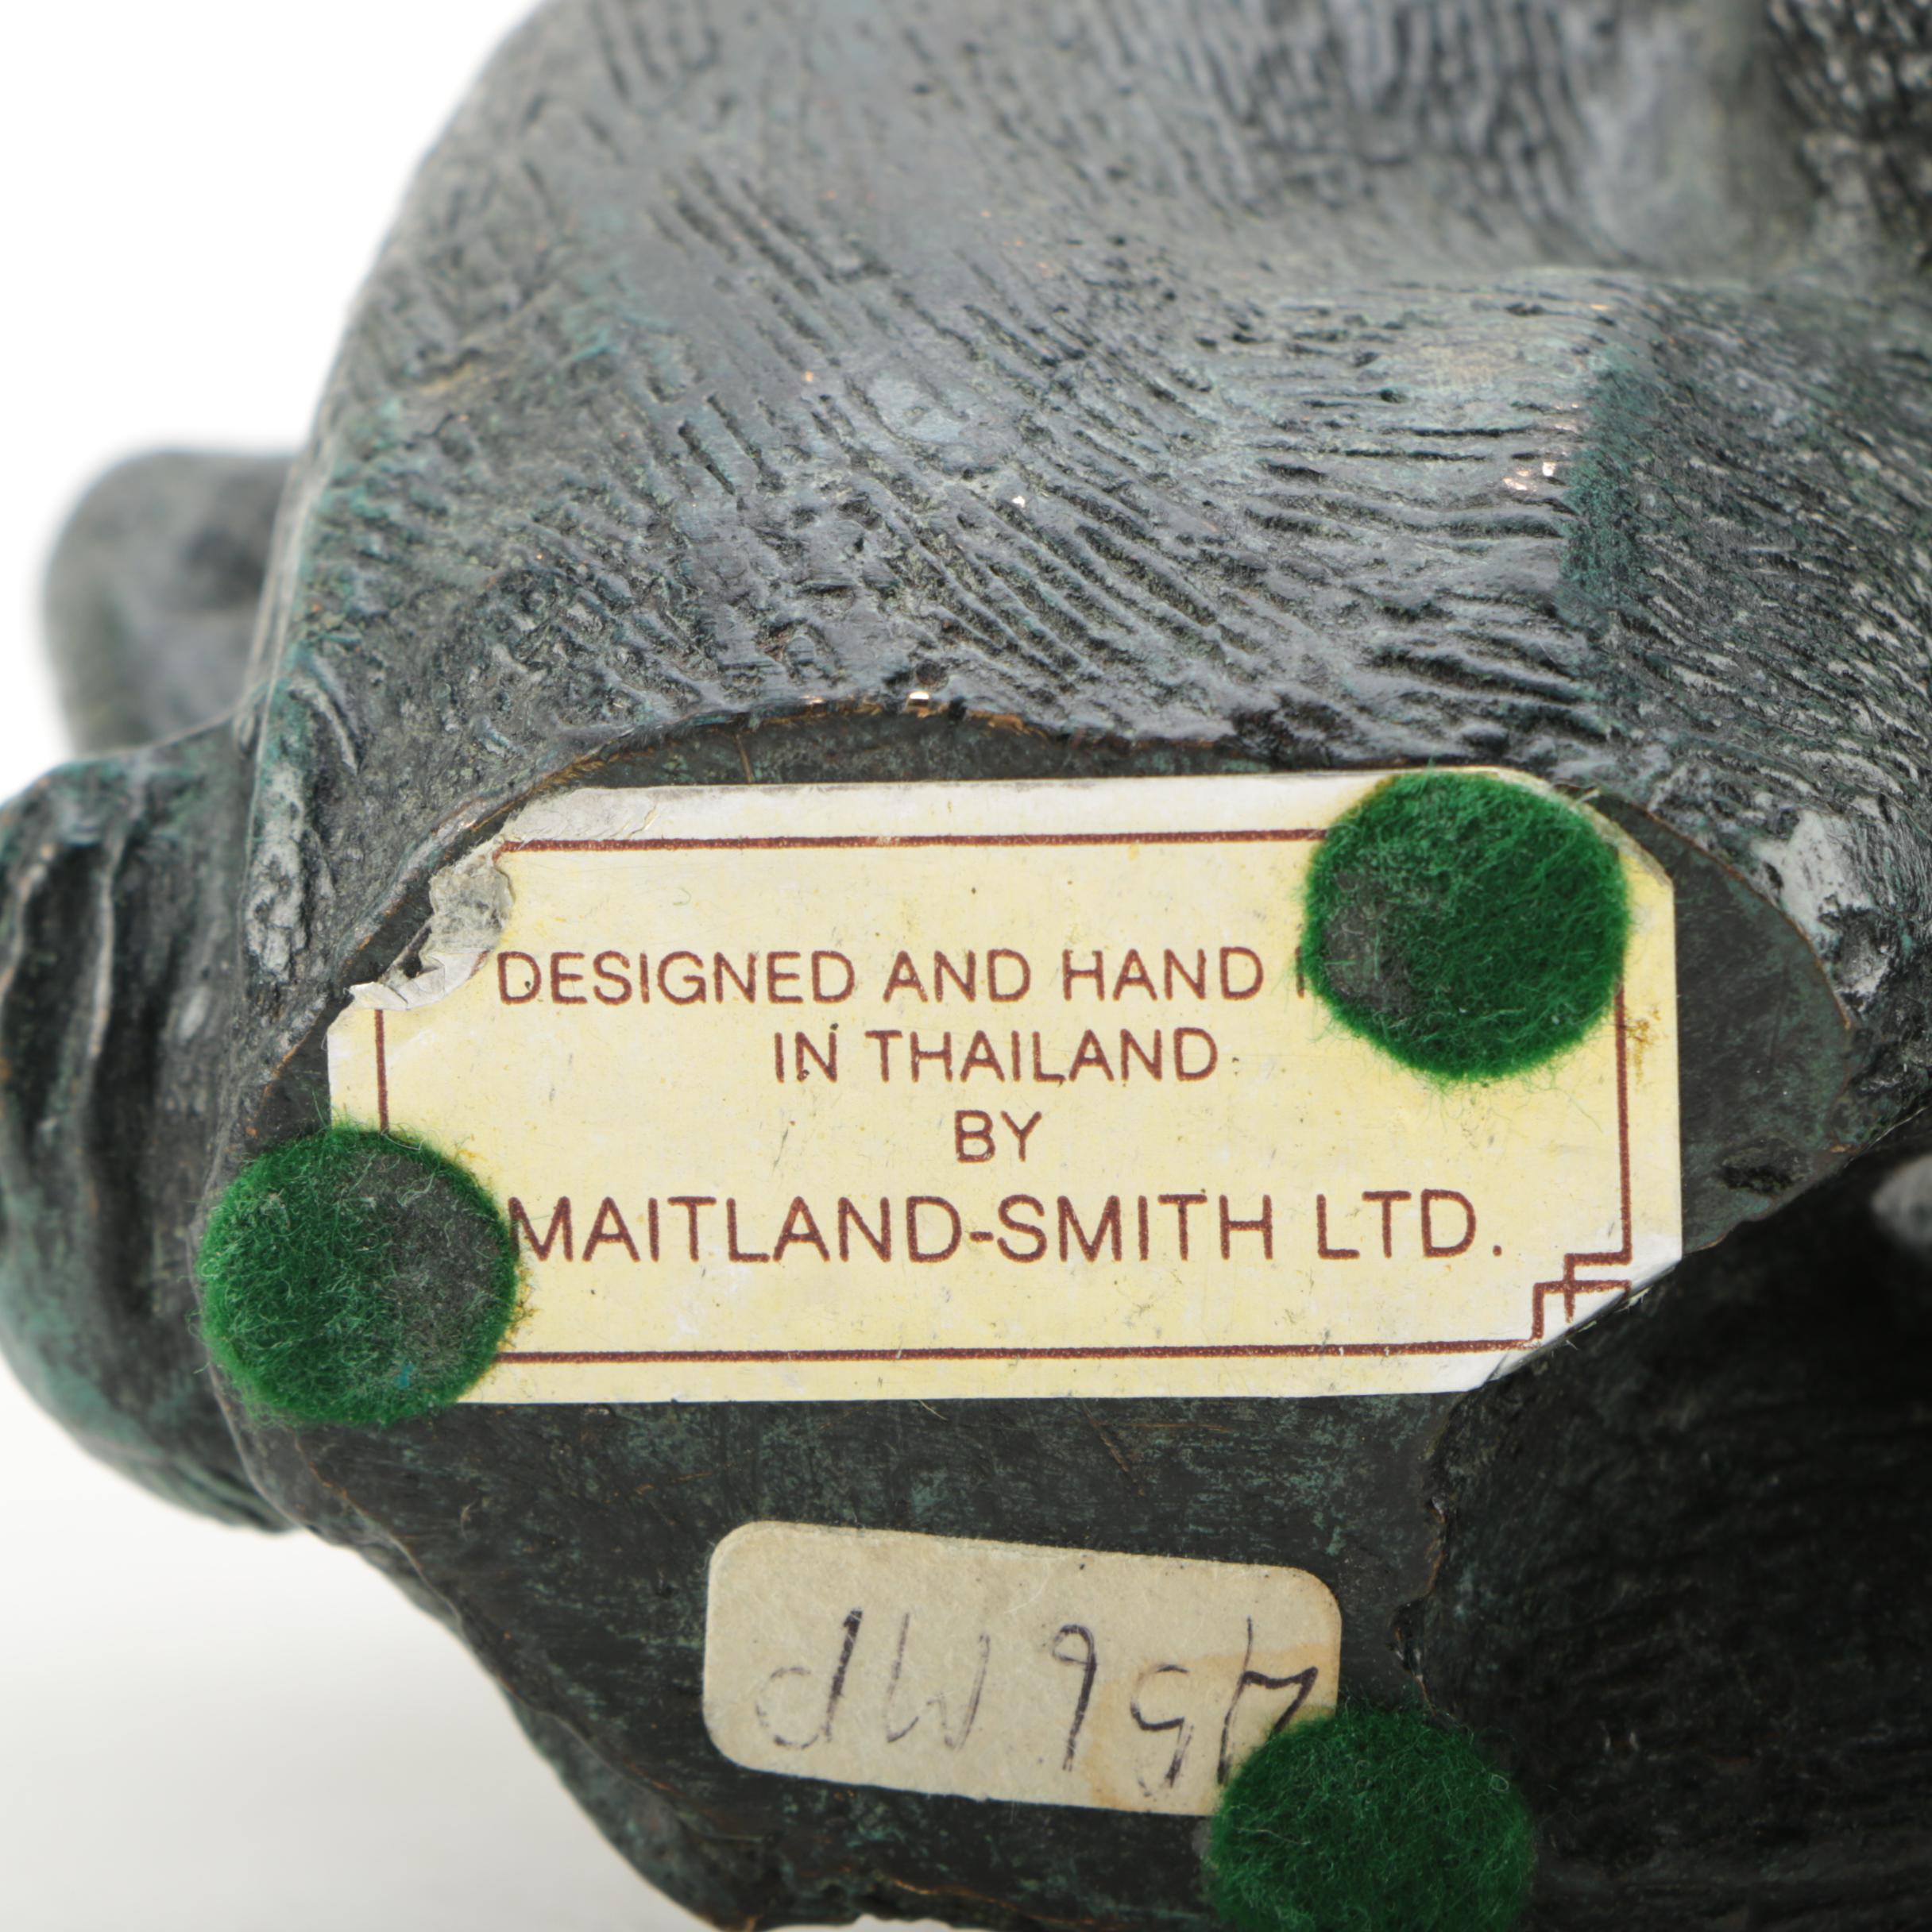 DESIGNED AND HAND
IN THAILAND
BY
MAITLAND-SMITH LTD.